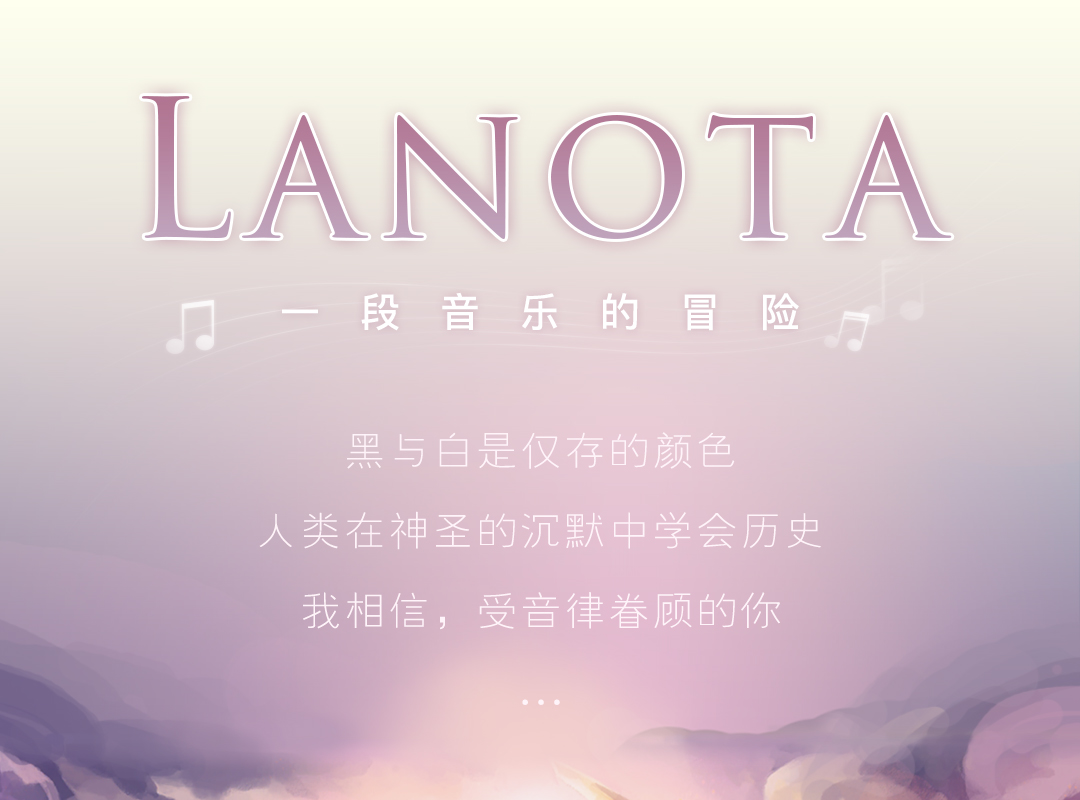 LANOTA
一段音乐的冒险
黑与白是仅存的颜色
人类在神圣的沉默中学会历史
我相信，受音律眷顾的你
...